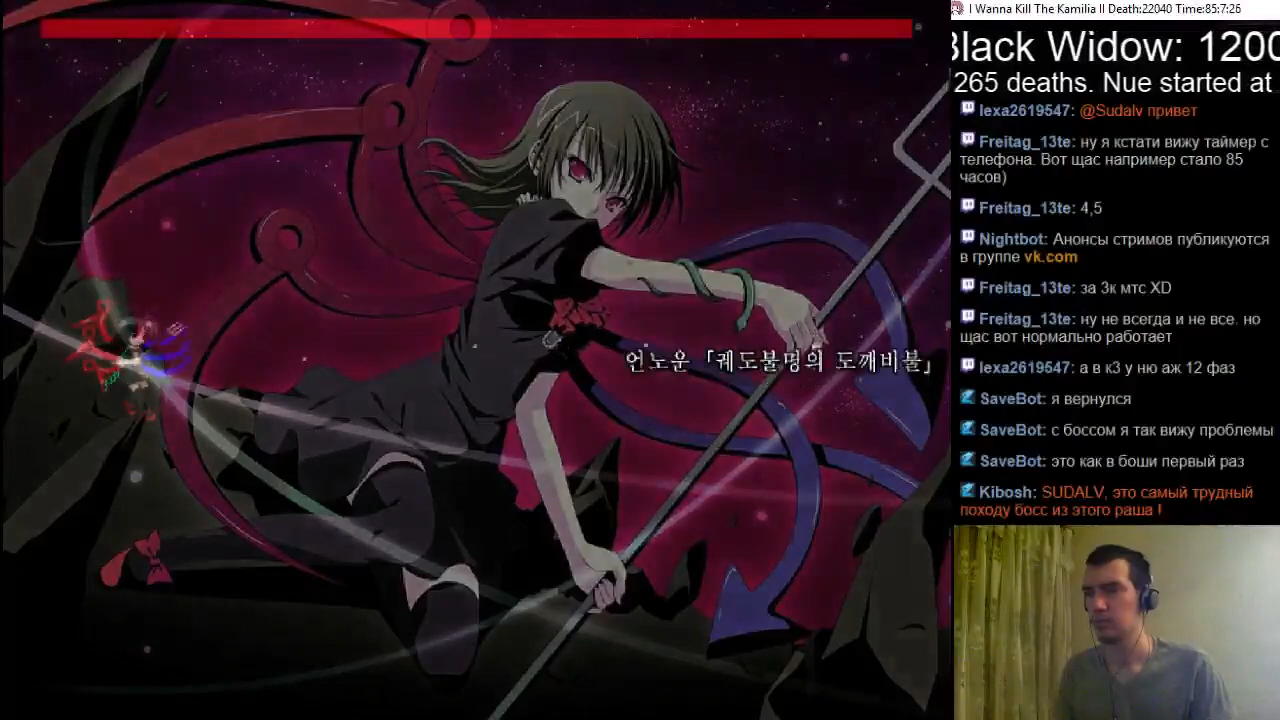 I Wanna Kill The Kamilia II Death:22040 Time:85:7:26
Black Widow: 1200
265 deaths. Nue started at
lexa2619547: @Sudalv привет
Freitag_13te: ну я кстати вижу таймер с
телефона. Вот щас например стало 85
часов)
Freitag_13te: 4,5
Nightbot: Анонсы стримов публикуются
в группе vk.com
Freitag_13te: за 3к мтс XD
Freitag_13te: ну не всегда и не все. но
щас вот нормально работает
언노운「궤도불명의 도깨비불」
lexa2619547: а в к3 у ню аж 12 фаз
SaveBot: я вернулся
SaveBot: с боссом я так вижу проблемы
SaveBot: это как в боши первый раз
Kibosh: SUDALV, это самый трудный
походу босс из этого раша !